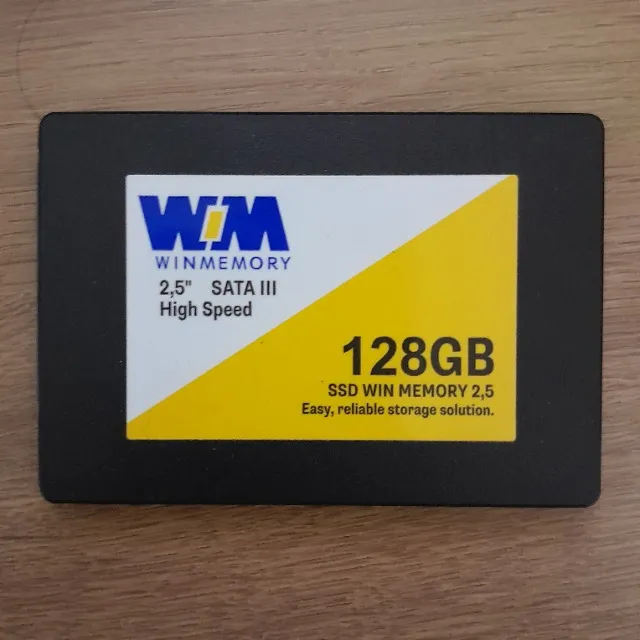 WM
WINMEMORY
2,5" SATA III
High Speed
128GB
SSD WIN MEMORY 2,5
Easy, reliable storage solution.